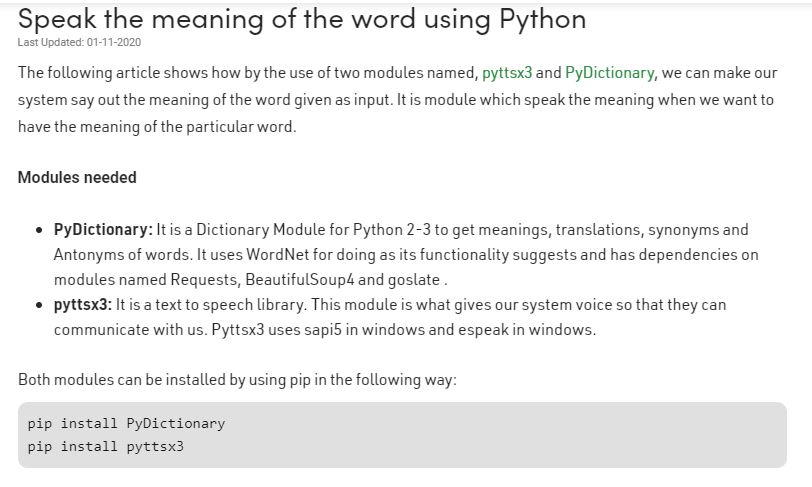 Speak the meaning of the word using Python
Last Updated: 01-11-2020
The following article shows how by the use of two modules named, pyttsx3 and PyDictionary, we can make our
system say out the meaning of the word given as input. It is module which speak the meaning when we want to
have the meaning of the particular word.
Modules needed
• PyDictionary: It is a Dictionary Module for Python 2-3 to get meanings, translations, synonyms and
Antonyms of words. It uses WordNet for doing as its functionality suggests and has dependencies on
modules named Requests, BeautifulSoup4 and goslate .
• pyttsx3: It is a text to speech library. This module is what gives our system voice so that they can
communicate with us. Pyttsx3 uses sapi5 in windows and espeak in windows.
Both modules can be installed by using pip in the following way:
pip install PyDictionary
pip install pyttsx3